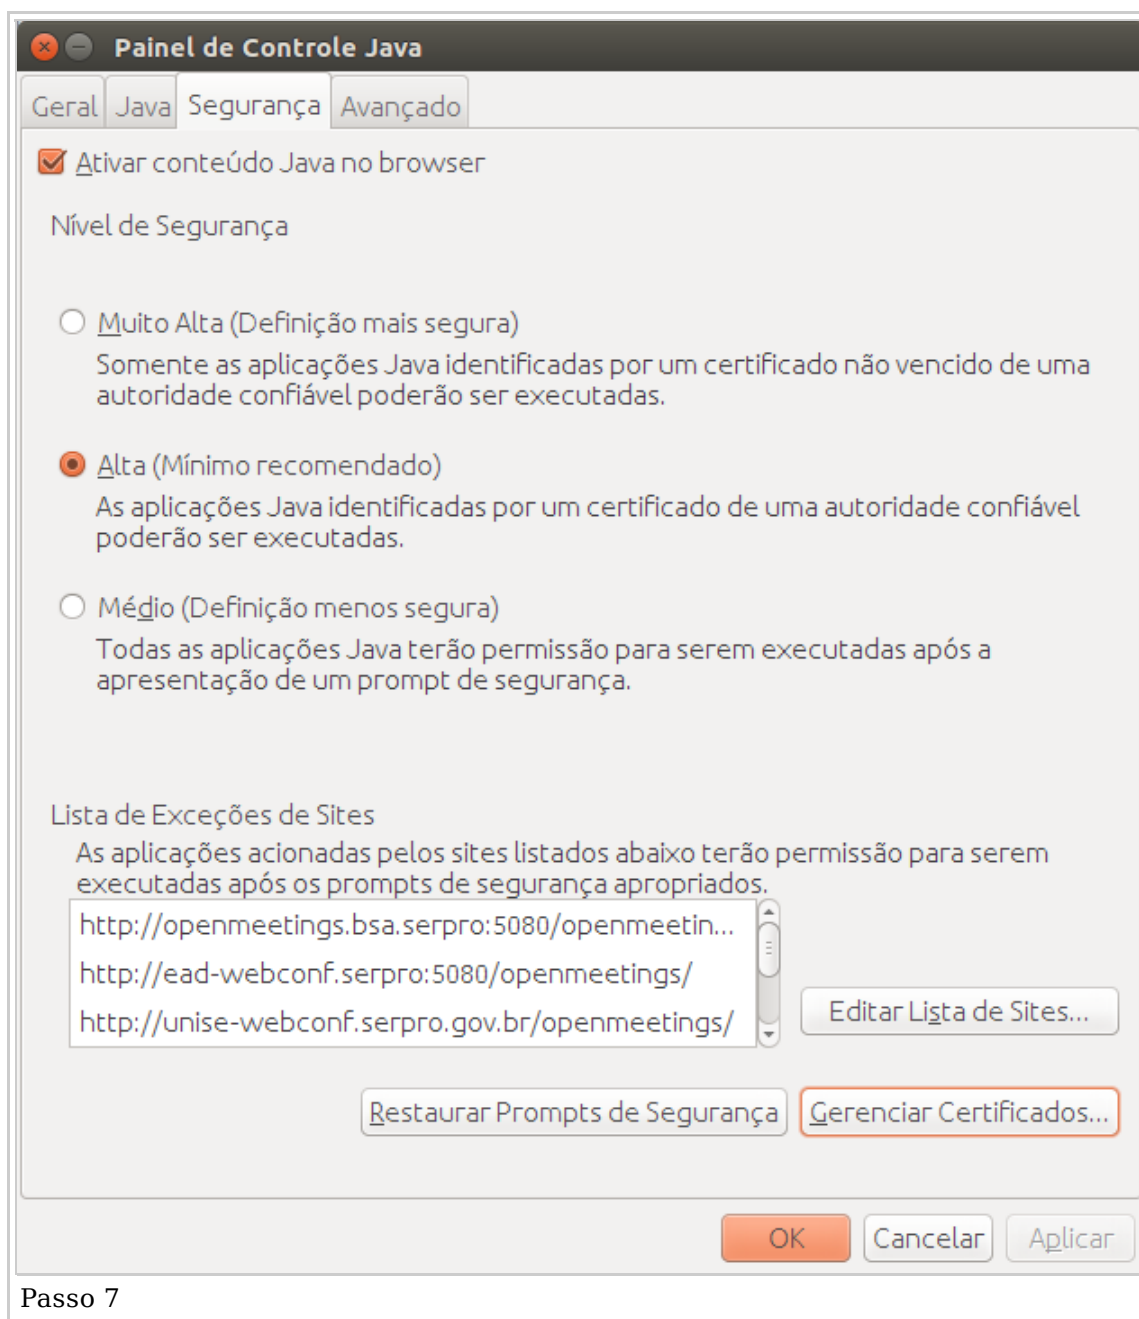 Painel de Controle Java
Geral Java Segurança Avançado
Ativar conteúdo Java no browser
Nível de Segurança
Muito Alta (Definição mais segura)
Somente as aplicações Java identificadas por um certificado não vencido de uma
autoridade confiável poderão ser executadas.
Alta (Mínimo recomendado)
As aplicações Java identificadas por um certificado de uma autoridade confiável
poderão ser executadas.
Médio (Definição menos segura)
Todas as aplicações Java terão permissão para serem executadas após a
apresentação de um prompt de segurança.
Lista de Exceções de Sites
As aplicações acionadas pelos sites listados abaixo terão permissão para serem
executadas após os prompts de segurança apropriados.
http://openmeetings.bsa.serpro:5080/openmeetin...
http://ead-webconf.serpro:5080/openmeetings/
http://unise-webconf.serpro.gov.br/openmeetings/
Editar Lista de Sites...
Restaurar Prompts de Segurança Gerenciar Certificados...
OK Cancelar Aplicar
Passo 7